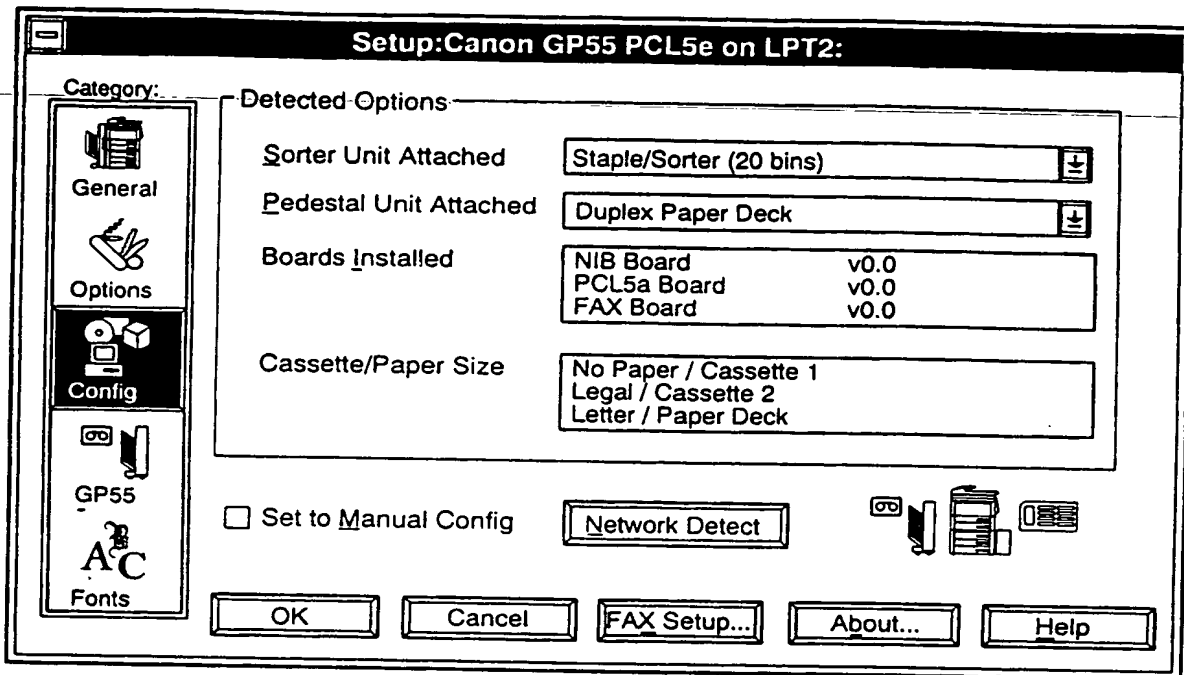 Setup:Canon GP55 PCL5e on LPT2:
Category:
General
Options
Config
GP55
Fonts
Detected Options
Sorter Unit Attached
Staple/Sorter (20 bins)
Pedestal Unit Attached
Duplex Paper Deck
Boards Installed
NIB Board v0.0
PCL5a Board v0.0
FAX Board v0.0
Cassette/Paper Size
No Paper / Cassette 1
Legal / Cassette 2
Letter / Paper Deck
Set to Manual Config
Network Detect
OK
Cancel
FAX Setup...
About...
Help